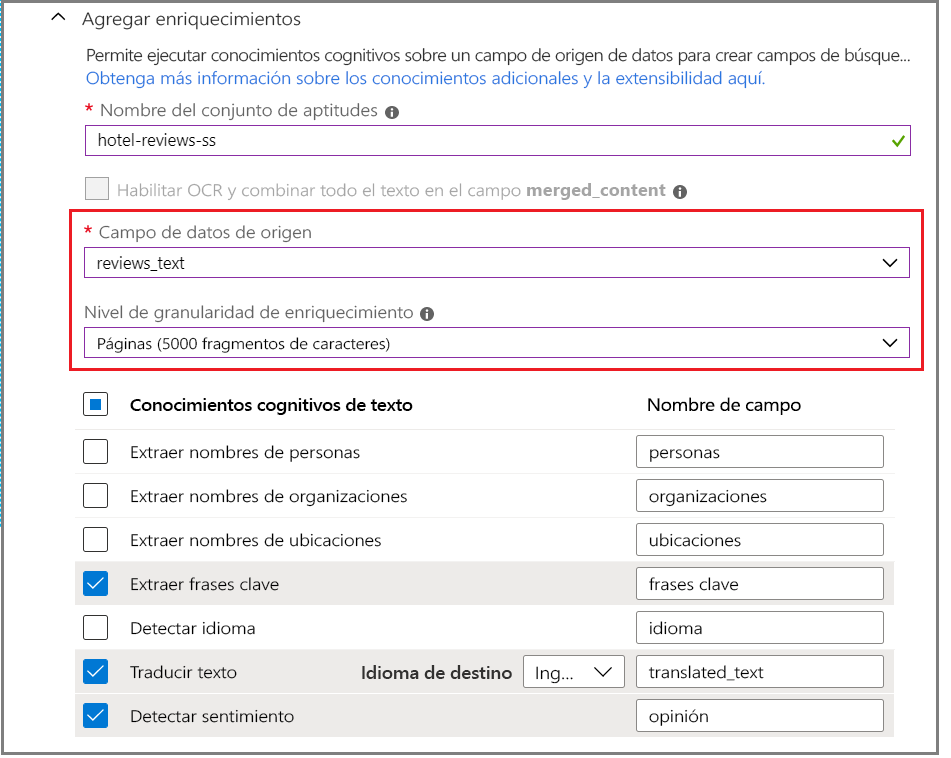 Agregar enriquecimientos
Permite ejecutar conocimientos cognitivos sobre un campo de origen de datos para crear campos de búsque...
Obtenga más información sobre los conocimientos adicionales y la extensibilidad aquí.
* Nombre del conjunto de aptitudes
hotel-reviews-ss
Habilitar OCR y combinar todo el texto en el campo merged_content
* Campo de datos de origen
reviews_text
Nivel de granularidad de enriquecimiento
Páginas (5000 fragmentos de caracteres)
Conocimientos cognitivos de texto Nombre de campo
Extraer nombres de personas personas
Extraer nombres de organizaciones organizaciones
Extraer nombres de ubicaciones ubicaciones
Extraer frases clave frases clave
Detectar idioma idioma
Traducir texto Idioma de destino Ing... translated_text
Detectar sentimiento opinión